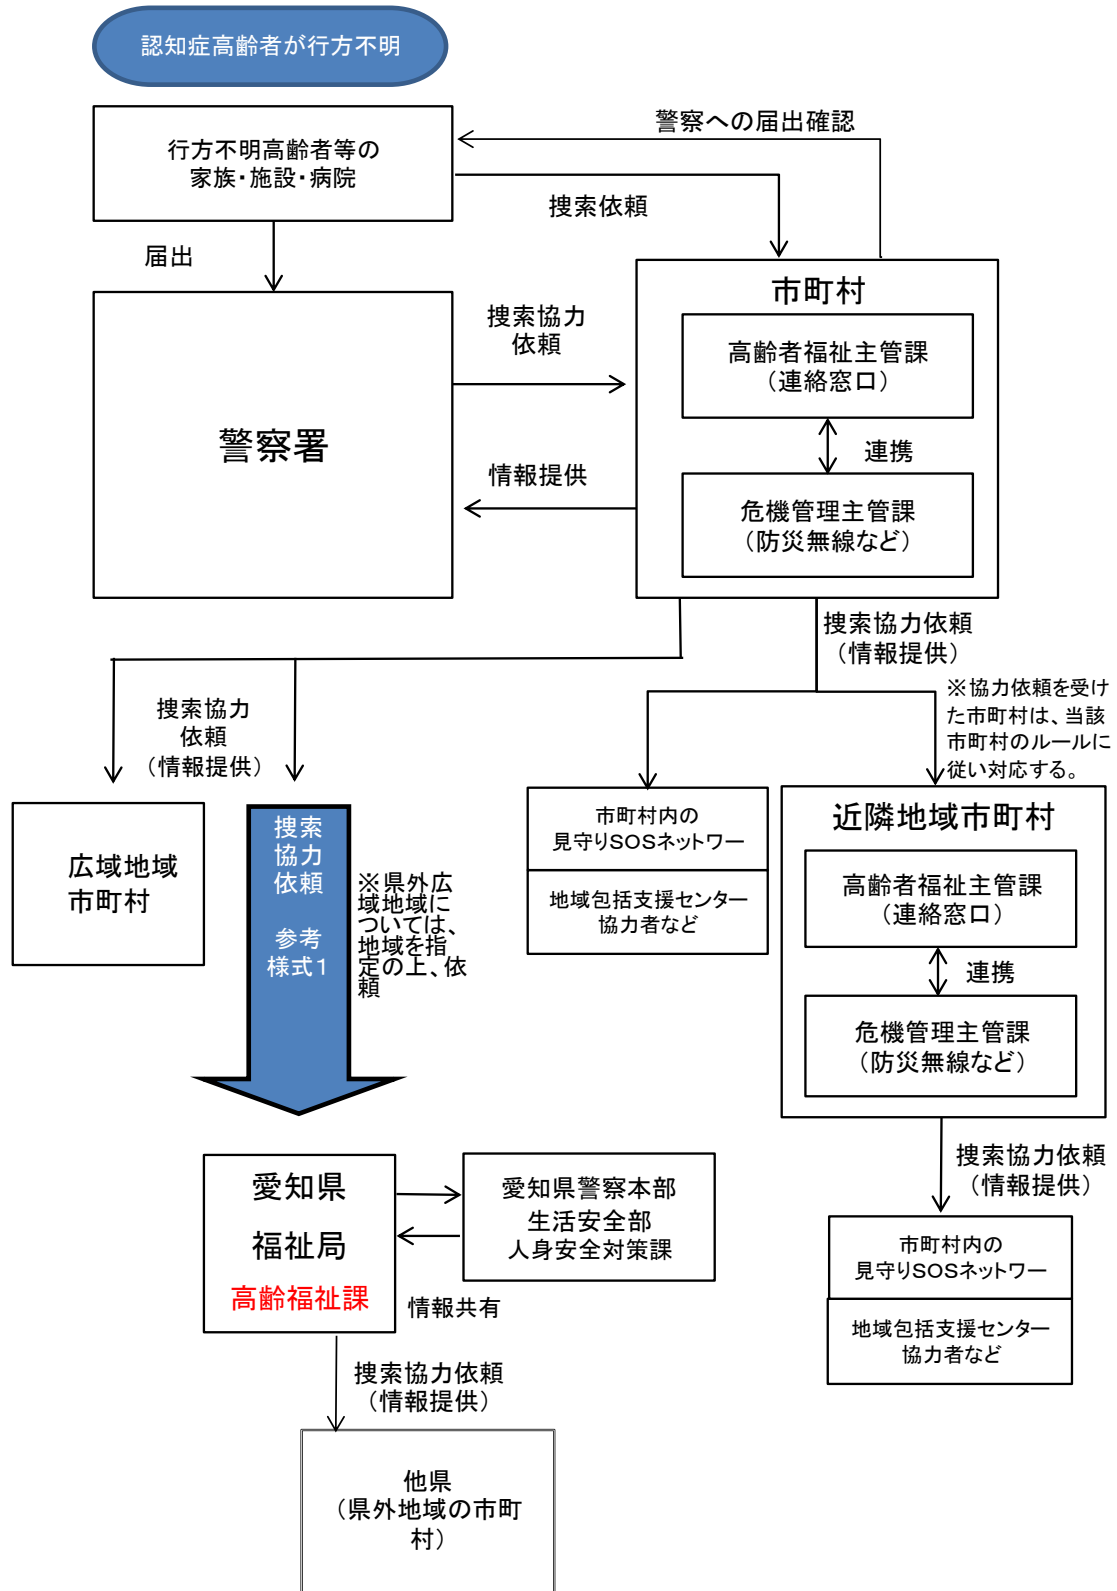 認知症高齢者が行方不明
行方不明高齢者等の
家族・施設・病院
警察への届出確認
捜索依頼
届出
警察署
捜索協力
依頼
情報提供
市町村
高齢者福祉主管課
（連絡窓口）
連携
危機管理主管課
（防災無線など）
捜索協力依頼
（情報提供）
※協力依頼を受け
た市町村は、当該
市町村のルールに
従い対応する。
捜索協力
依頼
（情報提供）
広域地域
市町村
捜索
協力
依頼
参考
様式１
※県外広
域地域に
ついては、
地域を指
定の上、依
頼
市町村内の
見守りSOSネットワー
地域包括支援センター
協力者など
近隣地域市町村
高齢者福祉主管課
（連絡窓口）
連携
危機管理主管課
（防災無線など）
捜索協力依頼
（情報提供）
市町村内の
見守りSOSネットワー
地域包括支援センター
協力者など
愛知県
福祉局
高齢福祉課
愛知県警察本部
生活安全部
人身安全対策課
情報共有
捜索協力依頼
（情報提供）
他県
（県外地域の市町
村）